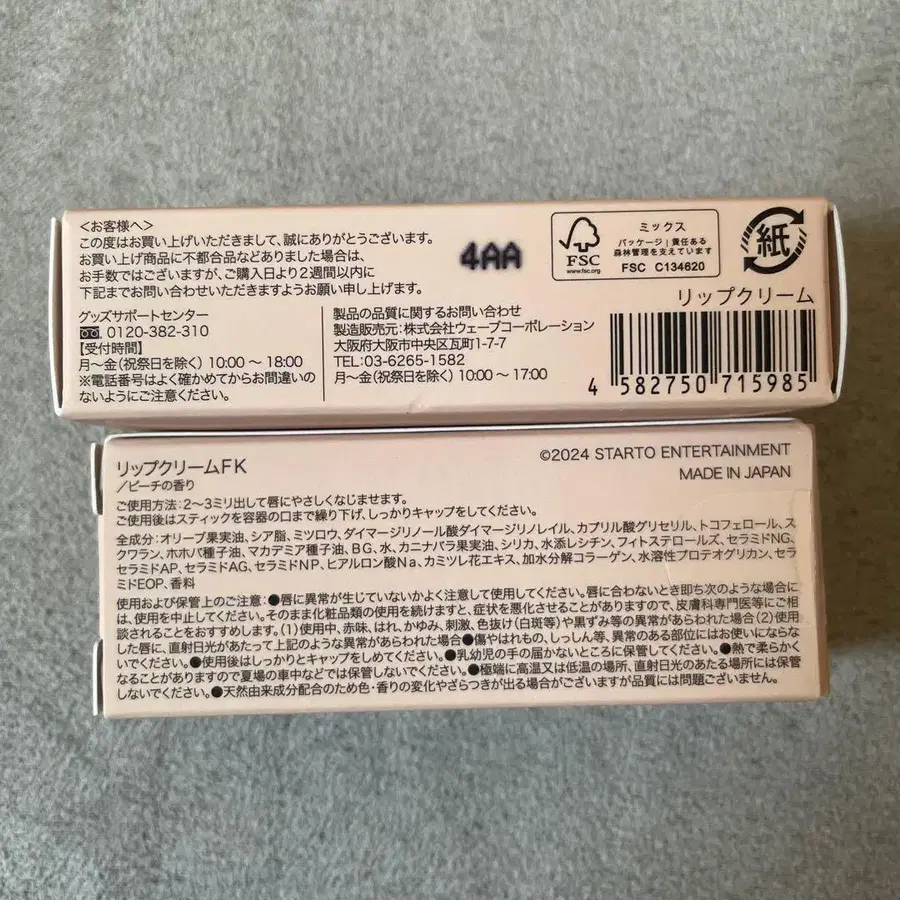 <お客様へ>
この度はお買い上げいただきまして、誠にありがとうございます。
お買い上げ商品に不都合品などありました場合は、
お手数ではございますが、ご購入日より2週間以内に
下記までお問い合わせいただきますようお願い申し上げます。
グッズサポートセンター
0120-382-310
【受付時間】
月〜金(祝祭日を除く) 10:00 〜 18:00
※電話番号はよく確かめてからお間違いの
ないようにご注意ください。
製品の品質に関するお問い合わせ
製造販売元:株式会社ウェーブコーポレーション
大阪府大阪市中央区瓦町1-7-7
TEL:03-6265-1582
月〜金(祝祭日を除く) 10:00 〜 17:00
4AA
FSC
www.fsc.org
ミックス
パッケージ|責任ある
森林管理を支えています
FSC C134620
紙
リップクリーム
4 582750 715985
リップクリームFK
/ピーチの香り
©2024 STARTO ENTERTAINMENT
MADE IN JAPAN
ご使用方法:2〜3ミリ出して唇にやさしくなじませます。
ご使用後はスティックを容器の口まで繰り下げ、しっかりキャップをしてください。
全成分:オリーブ果実油、シア脂、ミツロウ、ダイマージリノール酸ダイマージリノレイル、カプリル酸グリセリル、トコフェロール、ス
クワラン、ホホバ種子油、マカデミア種子油、BG、水、カニナバラ果実油、シリカ、水添レシチン、フィトステロールズ、セラミドNG、
セラミドAP、セラミドAG、セラミドNP、ヒアルロン酸Na、カミツレ花エキス、加水分解コラーゲン、水溶性プロテオグリカン、セラ
ミドEOP、香料
使用および保管上のご注意:●唇に異常が生じていないかよく注意して使用してください。唇に合わないとき即ち次のような場合に
は、使用を中止してください。そのまま化粧品類の使用を続けますと、症状を悪化させることがありますので、皮膚科専門医等にご相
談されることをおすすめします。(1)使用中、赤味、はれ、かゆみ、刺激、色抜け(白斑等)や黒ずみ等の異常があらわれた場合(2)使用
した唇に、直射日光があたって上記のような異常があらわれた場合●傷やはれもの、しっしん等、異常のある部位にはお使いにならな
いでください。●使用後はしっかりとキャップをしめてください。●乳幼児の手の届かないところに保管してください。●熱で柔らかく
なることがありますので夏場の車中などでは保管しないでください。●極端に高温又は低温の場所、直射日光のあたる場所には保管
しないでください。●天然由来成分配合のため色・香りの変化やざらつきが出る場合がございますが品質には問題ございません。